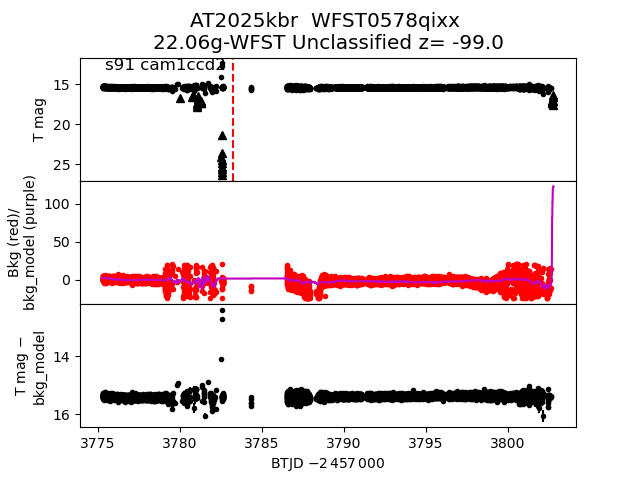 AT2025kbr  WFST0578qixx
22.06g-WFST Unclassified z= -99.0
s91 cam1ccd2
T mag
15
20
25
Bkg (red)/
bkg_model (purple)
100
50
0
T mag −
bkg_model
14
16
3775 3780 3785 3790 3795 3800
BTJD −2 457 000